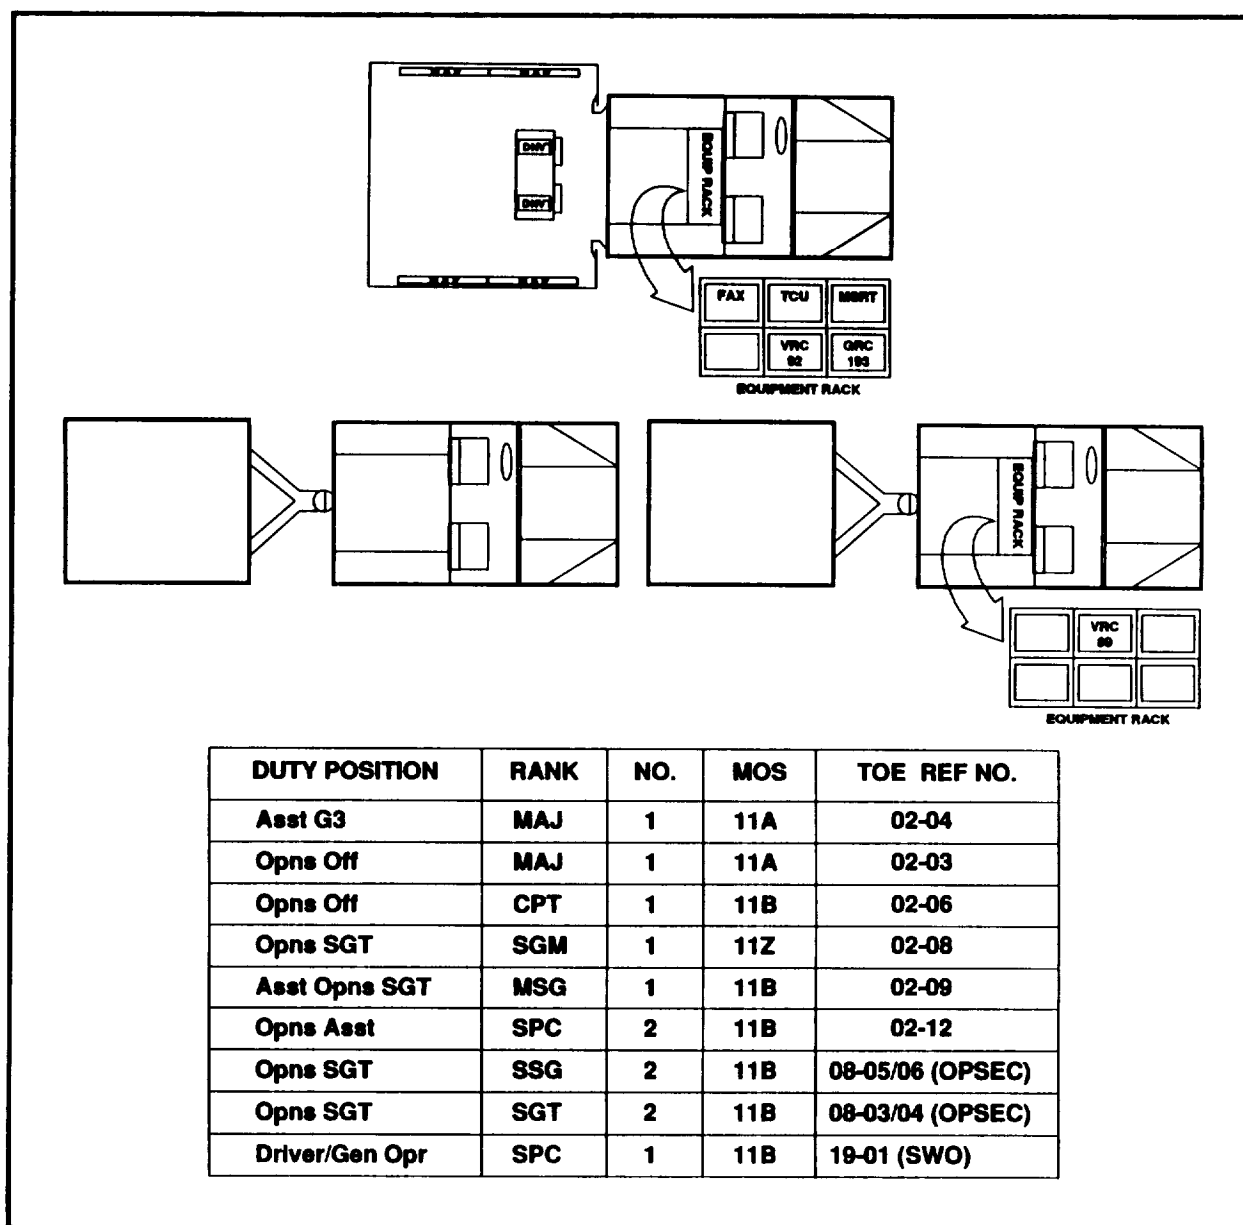 MAP MAP
DNVT
DNVT
EQUIP RACK
FAX TCU MSRT
VRC 92 GRC 193
EQUIPMENT RACK
MAP MAP
EQUIP RACK
VRC 89
EQUIPMENT RACK
DUTY POSITION RANK NO. MOS TOE REF NO.
Asst G3 MAJ 1 11A 02-04
Opns Off MAJ 1 11A 02-03
Opns Off CPT 1 11B 02-06
Opns SGT SGM 1 11Z 02-08
Asst Opns SGT MSG 1 11B 02-09
Opns Asst SPC 2 11B 02-12
Opns SGT SSG 2 11B 08-05/06 (OPSEC)
Opns SGT SGT 2 11B 08-03/04 (OPSEC)
Driver/Gen Opr SPC 1 11B 19-01 (SWO)